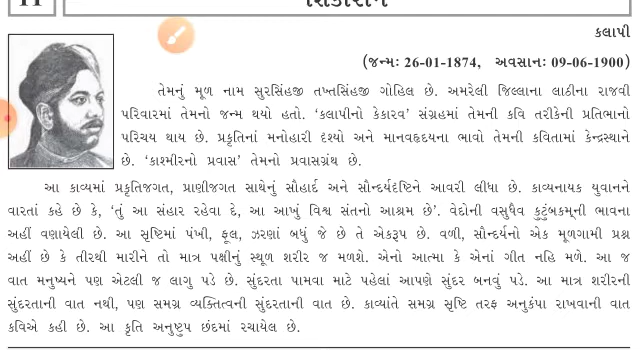 11 શિકારીને
કલાપી
(જન્મ: 26-01-1874, અવસાન: 09-06-1900)
તેમનું મૂળ નામ સુરસિંહજી તખ્તસિંહજી ગોહિલ છે. અમરેલી જિલ્લાના લાઠીના રાજવી
પરિવારમાં તેમનો જન્મ થયો હતો. ‘કલાપીનો કેકારવ’ સંગ્રહમાં તેમની કવિ તરીકેની પ્રતિભાનો
પરિચય થાય છે. પ્રકૃતિનાં મનોહારી દૃશ્યો અને માનવહૃદયના ભાવો તેમની કવિતામાં કેન્દ્રસ્થાને
છે. ‘કાશ્મીરનો પ્રવાસ’ તેમનો પ્રવાસગ્રંથ છે.
આ કાવ્યમાં પ્રકૃતિજગત, પ્રાણીજગત સાથેનું સૌહાર્દ અને સૌન્દર્યદૃષ્ટિને આવરી લીધા છે. કાવ્યનાયક યુવાનને
વારતાં કહે છે કે, ‘તું આ સંહાર રહેવા દે, આ આખું વિશ્વ સંતનો આશ્રમ છે’. વેદોની વસુધૈવ કુટુંબકમ્‌ની ભાવના
અહીં વણાયેલી છે. આ સૃષ્ટિમાં પંખી, ફૂલ, ઝરણાં બધું જે છે તે એકરૂપ છે. વળી, સૌન્દર્યનો એક મૂળગામી પ્રશ્ન
અહીં છે કે તીરથી મારીને તો માત્ર પક્ષીનું સ્થૂળ શરીર જ મળશે. એનો આત્મા કે એનાં ગીત નહિ મળે. આ જ
વાત મનુષ્યને પણ એટલી જ લાગુ પડે છે. સુંદરતા પામવા માટે પહેલાં આપણે સુંદર બનવું પડે. આ માત્ર શરીરની
સુંદરતાની વાત નથી, પણ સમગ્ર વ્યક્તિત્વની સુંદરતાની વાત છે. કાવ્યાંતે સમગ્ર સૃષ્ટિ તરફ અનુકંપા રાખવાની વાત
કવિએ કહી છે. આ કૃતિ અનુષ્ટુપ છંદમાં રચાયેલ છે.